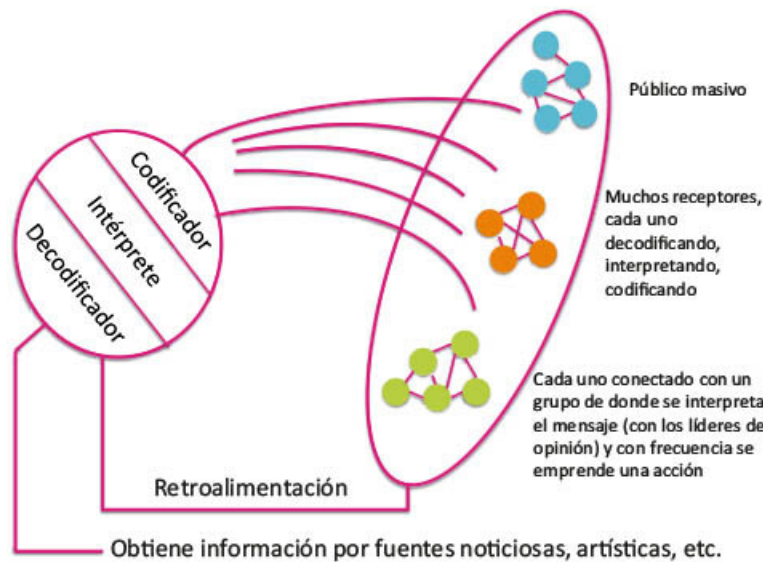 Codificador
Intérprete
Decodificador
Público masivo
Muchos receptores,
cada uno
decodificando,
interpretando,
codificando
Cada uno conectado con un
grupo de donde se interpreta
el mensaje (con los líderes de
opinión) y con frecuencia se
emprende una acción
Retroalimentación
Obtiene información por fuentes noticiosas, artísticas, etc.